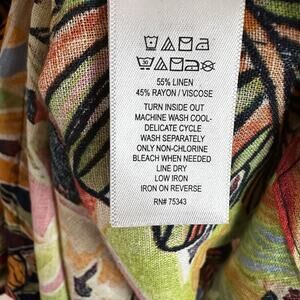 55% LINEN
45% RAYON / VISCOSE
TURN INSIDE OUT
MACHINE WASH COOL-
DELICATE CYCLE
WASH SEPARATELY
ONLY NON-CHLORINE
BLEACH WHEN NEEDED
LINE DRY
LOW IRON
IRON ON REVERSE
RN# 75343